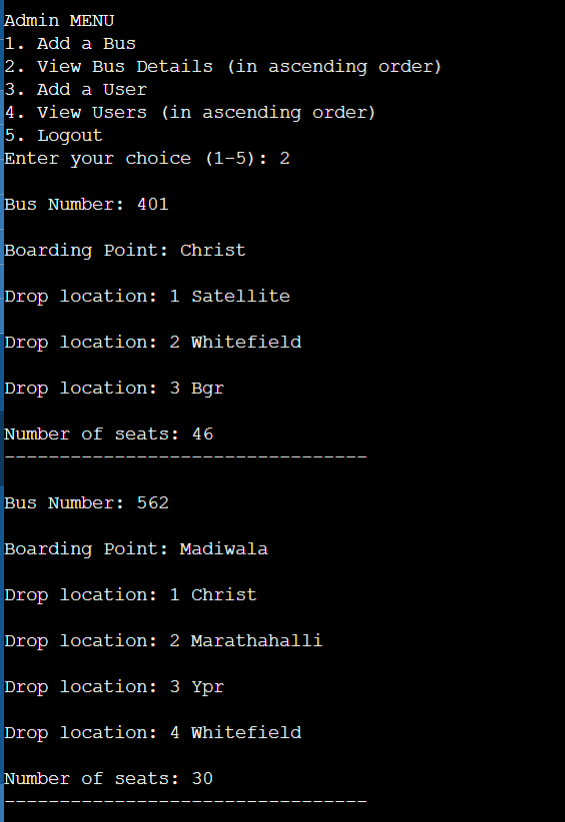 Admin MENU
1. Add a Bus
2. View Bus Details (in ascending order)
3. Add a User
4. View Users (in ascending order)
5. Logout
Enter your choice (1-5): 2
Bus Number: 401
Boarding Point: Christ
Drop location: 1 Satellite
Drop location: 2 Whitefield
Drop location: 3 Bgr
Number of seats: 46
---------------------------------
Bus Number: 562
Boarding Point: Madiwala
Drop location: 1 Christ
Drop location: 2 Marathahalli
Drop location: 3 Ypr
Drop location: 4 Whitefield
Number of seats: 30
---------------------------------